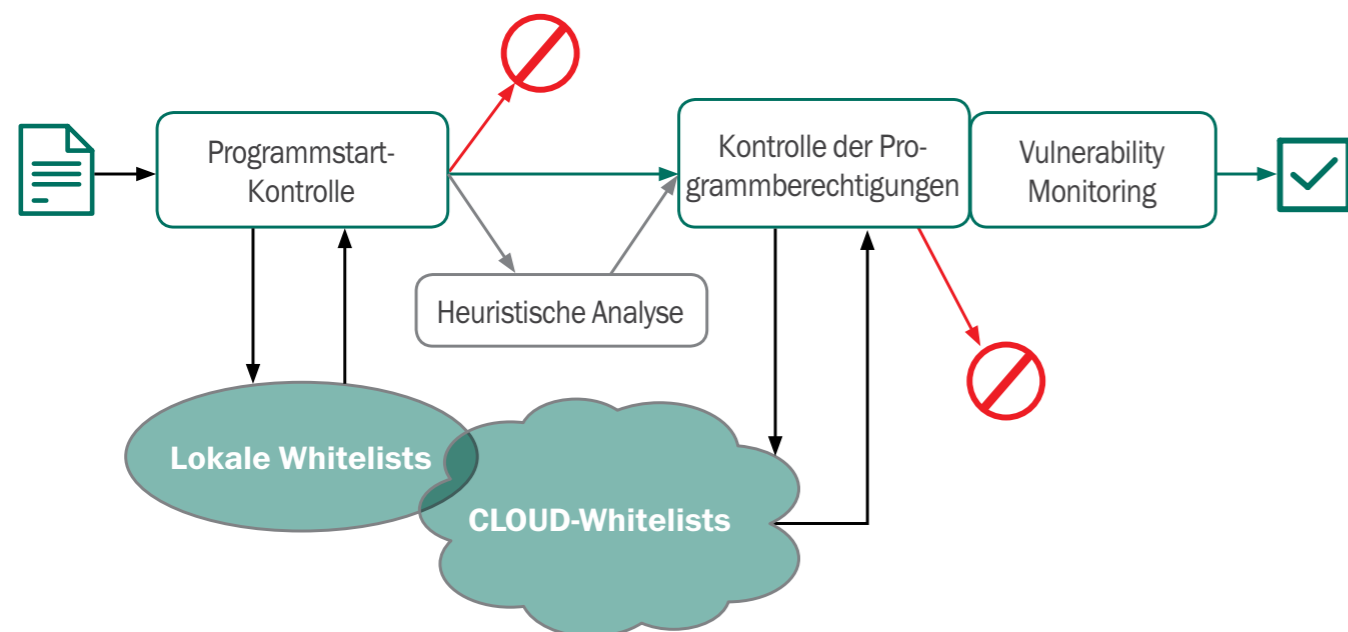 Programmstart-
Kontrolle
Kontrolle der Pro-
grammberechtigungen
Vulnerability
Monitoring
Heuristische Analyse
Lokale Whitelists
CLOUD-Whitelists